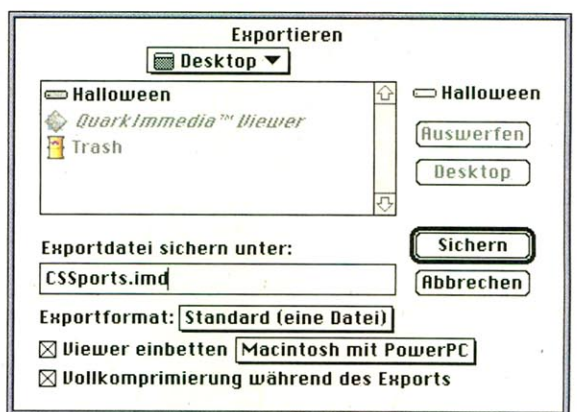 Exportieren
Desktop
Halloween
QuarkImmedia™ Viewer
Trash
Halloween
Auswerfen
Desktop
Exportdatei sichern unter:
CSSports.imd
Sichern
Abbrechen
Exportformat: Standard (eine Datei)
Viewer einbetten Macintosh mit PowerPC
Vollkomprimierung während des Exports